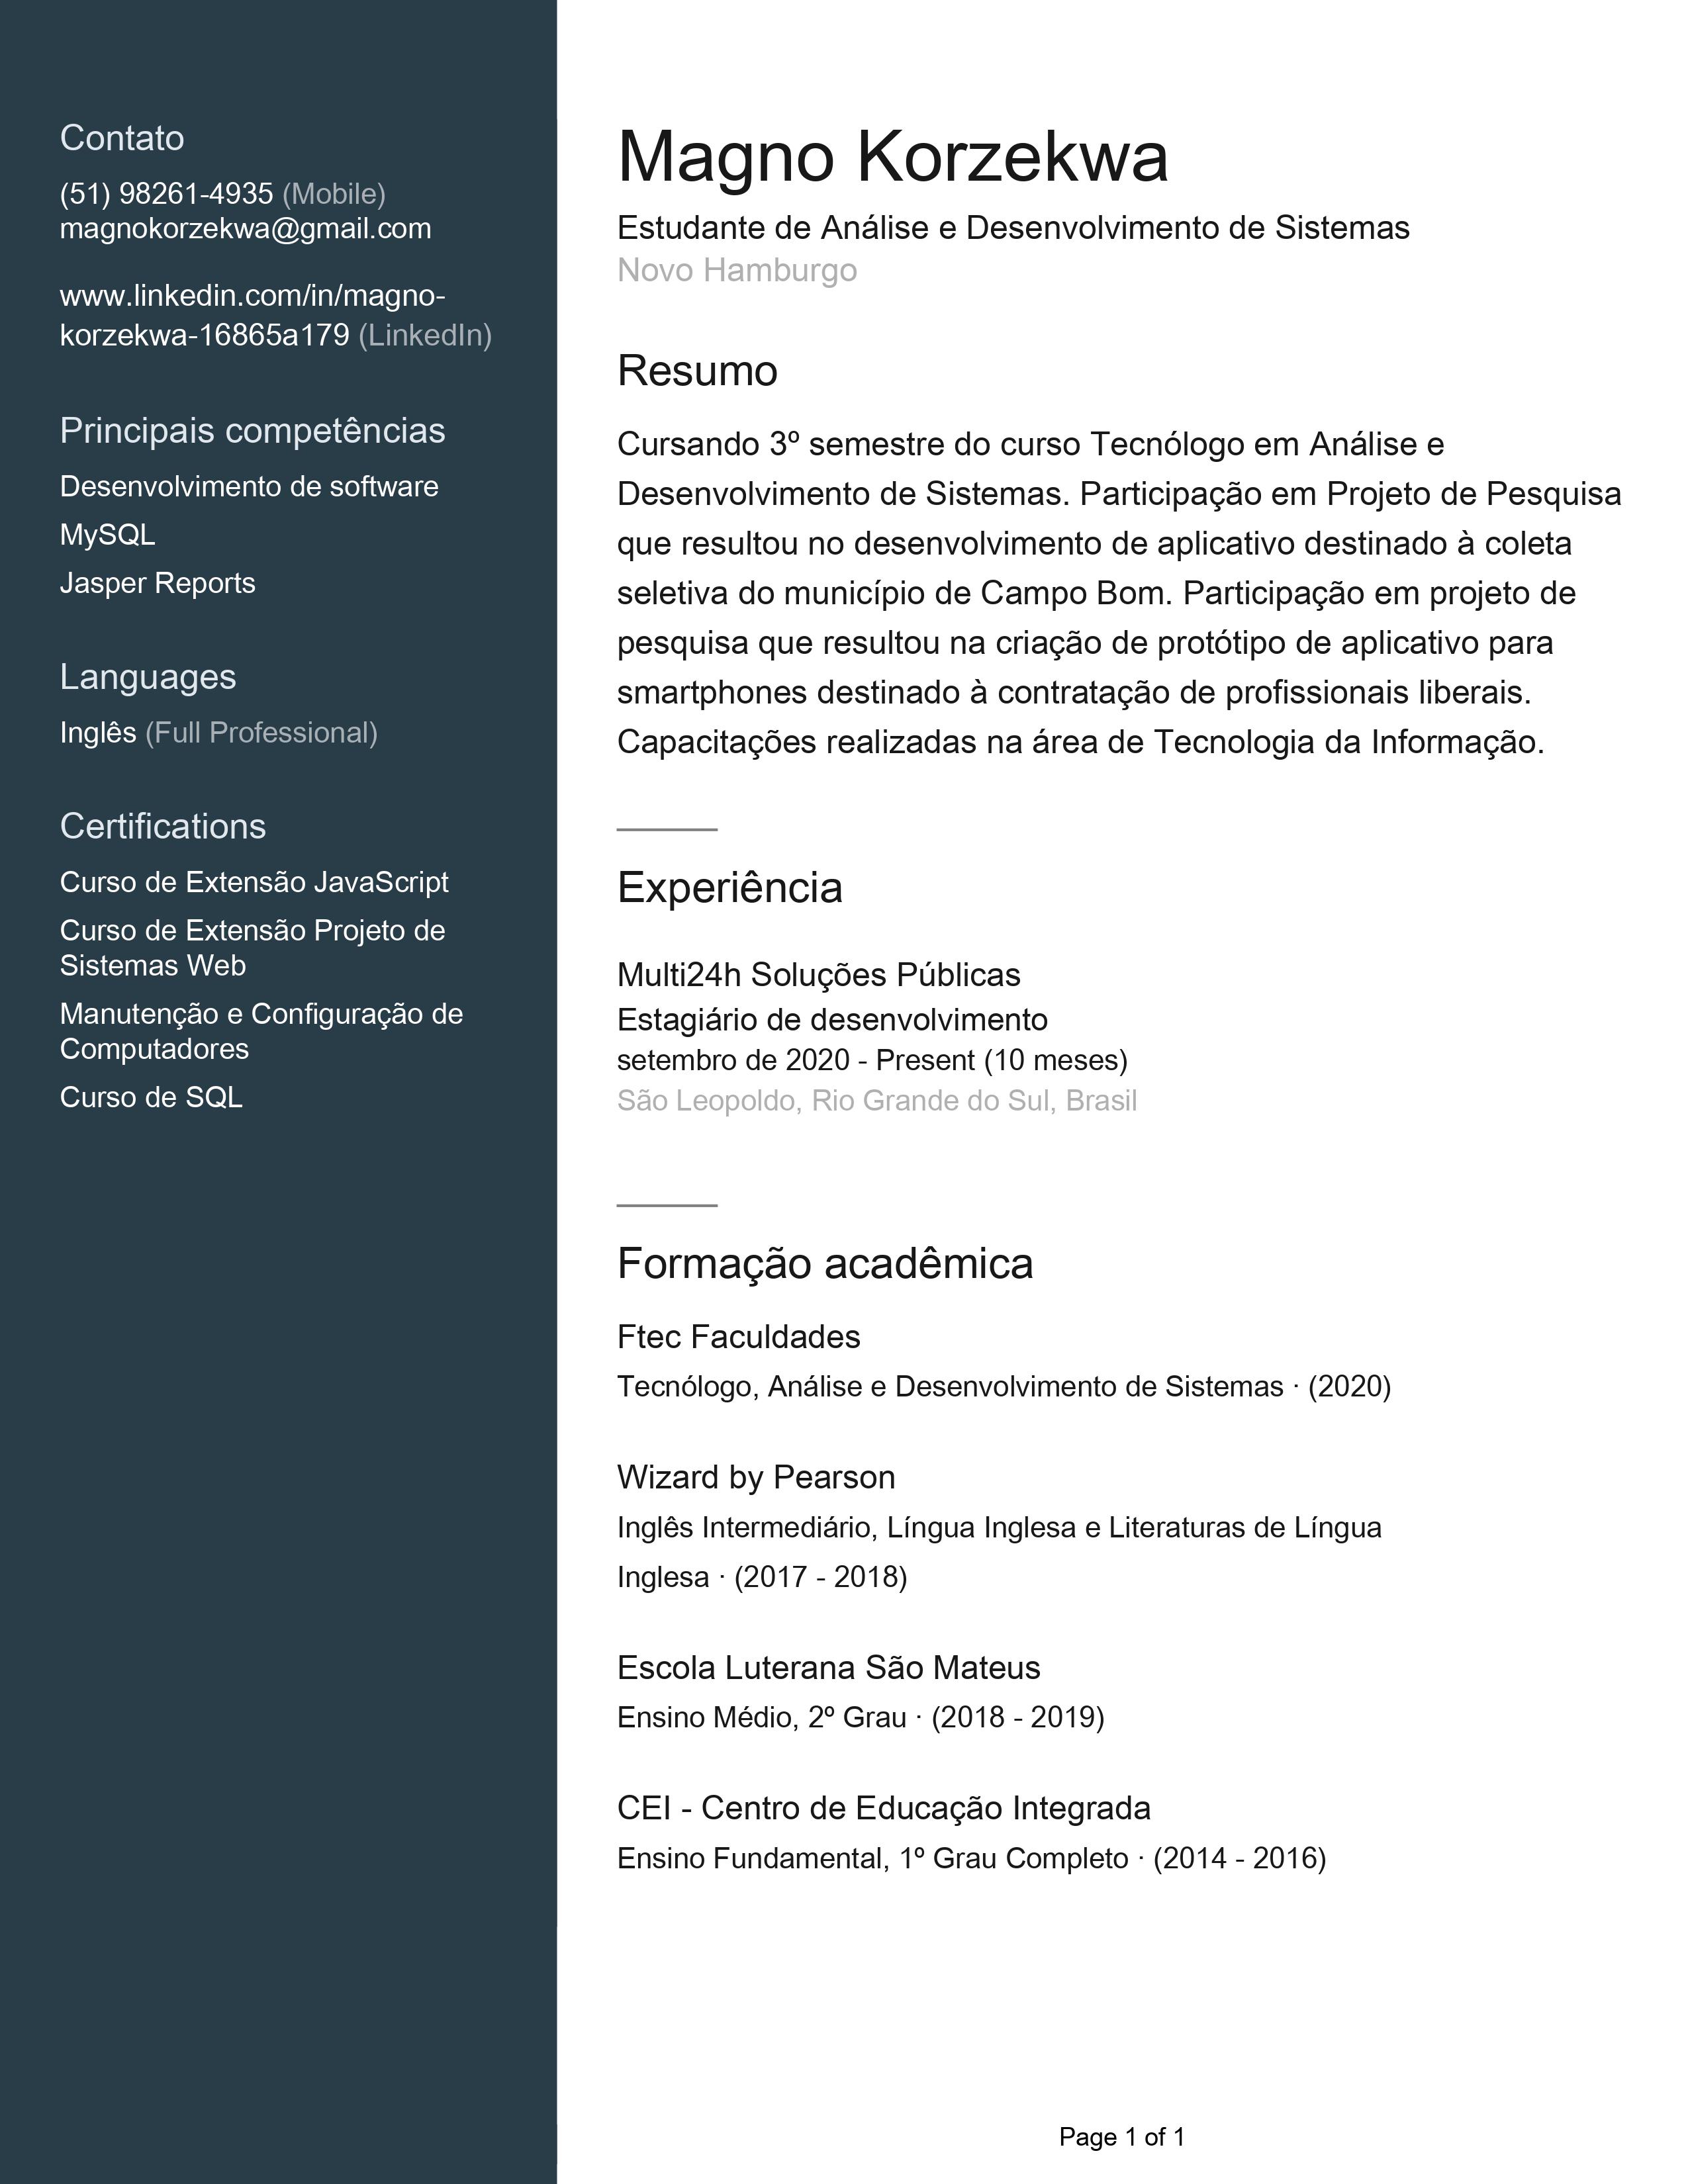 Contato
(51) 98261-4935 (Mobile)
magnokorzekwa@gmail.com
www.linkedin.com/in/magno-
korzekwa-16865a179 (LinkedIn)
Principais competências
Desenvolvimento de software
MySQL
Jasper Reports
Languages
Inglês (Full Professional)
Certifications
Curso de Extensão JavaScript
Curso de Extensão Projeto de
Sistemas Web
Manutenção e Configuração de
Computadores
Curso de SQL
Magno Korzekwa
Estudante de Análise e Desenvolvimento de Sistemas
Novo Hamburgo
Resumo
Cursando 3º semestre do curso Tecnólogo em Análise e
Desenvolvimento de Sistemas. Participação em Projeto de Pesquisa
que resultou no desenvolvimento de aplicativo destinado à coleta
seletiva do município de Campo Bom. Participação em projeto de
pesquisa que resultou na criação de protótipo de aplicativo para
smartphones destinado à contratação de profissionais liberais.
Capacitações realizadas na área de Tecnologia da Informação.
Experiência
Multi24h Soluções Públicas
Estagiário de desenvolvimento
setembro de 2020 - Present (10 meses)
São Leopoldo, Rio Grande do Sul, Brasil
Formação acadêmica
Ftec Faculdades
Tecnólogo, Análise e Desenvolvimento de Sistemas · (2020)
Wizard by Pearson
Inglês Intermediário, Língua Inglesa e Literaturas de Língua
Inglesa · (2017 - 2018)
Escola Luterana São Mateus
Ensino Médio, 2º Grau · (2018 - 2019)
CEI - Centro de Educação Integrada
Ensino Fundamental, 1º Grau Completo · (2014 - 2016)
Page 1 of 1